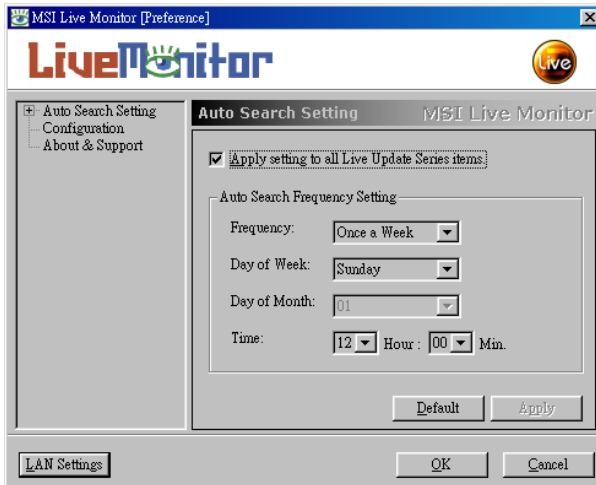 MSI Live Monitor [Preference]
LiveMonitor
Live
Auto Search Setting
Configuration
About & Support
Auto Search Setting MSI Live Monitor
Apply setting to all Live Update Series items.
Auto Search Frequency Setting
Frequency: Once a Week
Day of Week: Sunday
Day of Month: 01
Time: 12 Hour : 00 Min.
Default Apply
LAN Settings OK Cancel